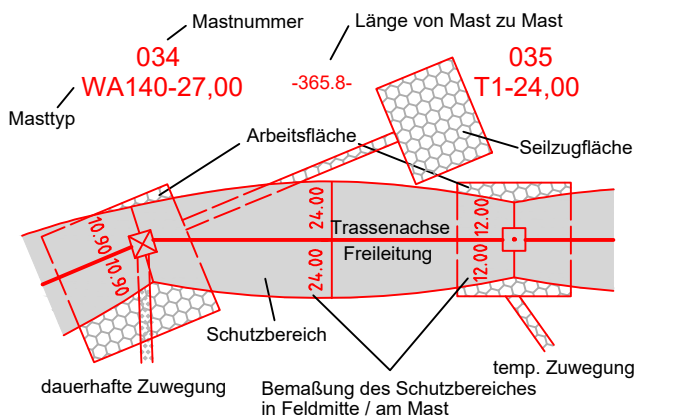 Mastnummer
Länge von Mast zu Mast
034
035
WA140-27,00
-365.8-
T1-24,00
Masttyp
Arbeitsfläche
Seilzugfläche
10.90
10.90
24.00
24.00
12.00
12.00
Trassenachse
Freileitung
Schutzbereich
dauerhafte Zuwegung
temp. Zuwegung
Bemaßung des Schutzbereiches
in Feldmitte / am Mast